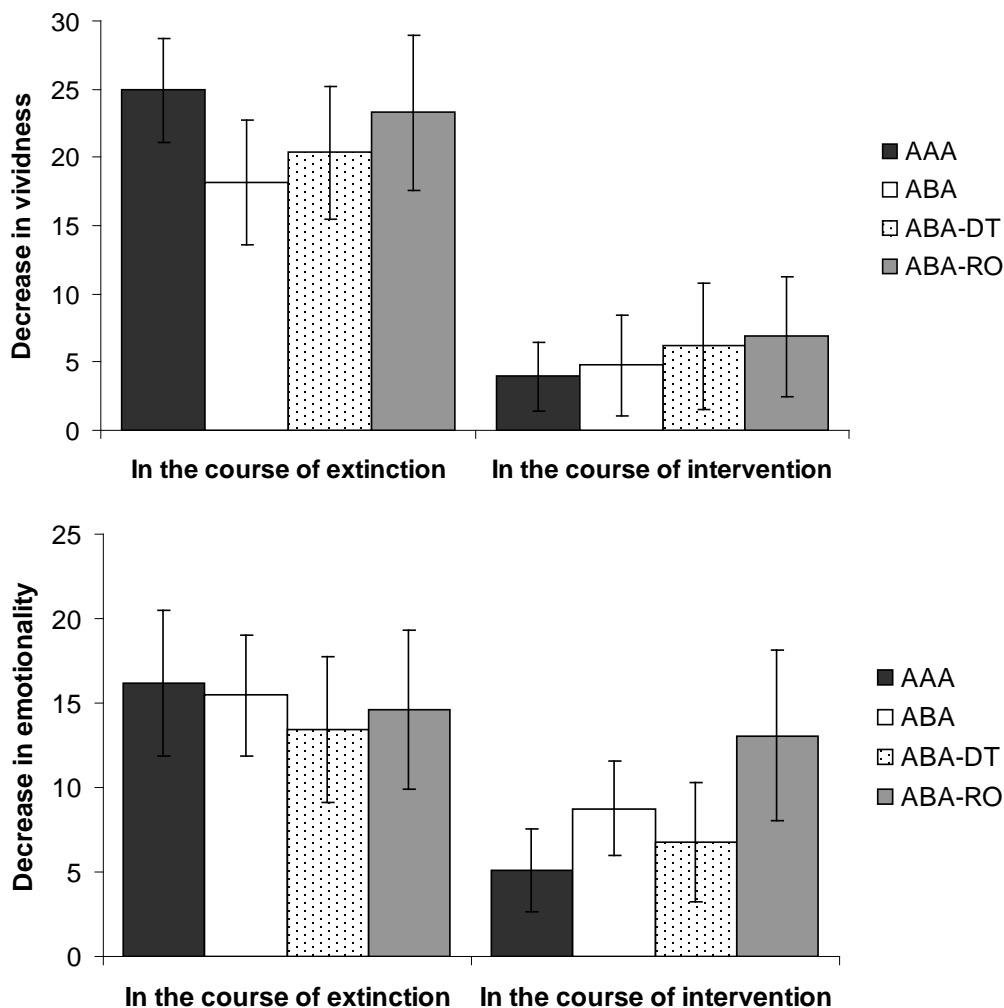 30
25
20
15
10
5
0
Decrease in vividness
In the course of extinction In the course of intervention
AAA
ABA
ABA-DT
ABA-RO
25
20
15
10
5
0
Decrease in emotionality
In the course of extinction In the course of intervention
AAA
ABA
ABA-DT
ABA-RO